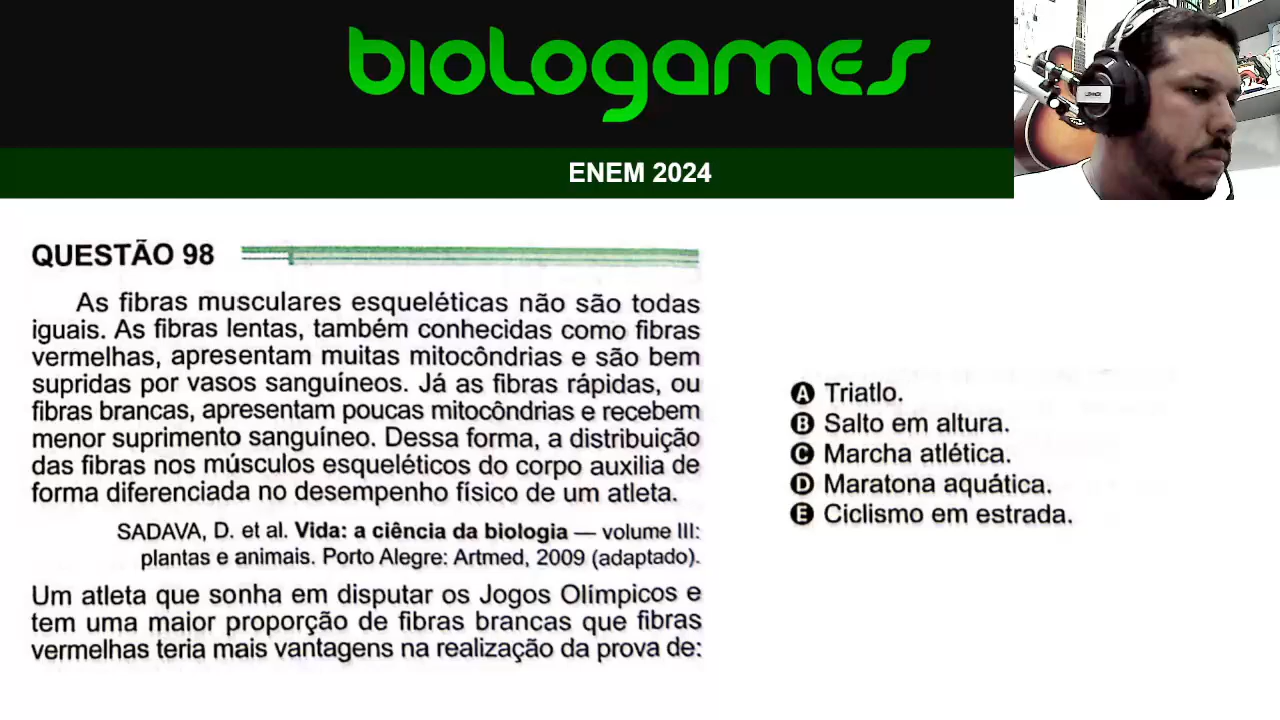 biologames
ENEM 2024
QUESTÃO 98
As fibras musculares esqueléticas não são todas
iguais. As fibras lentas, também conhecidas como fibras
vermelhas, apresentam muitas mitocôndrias e são bem
supridas por vasos sanguíneos. Já as fibras rápidas, ou
fibras brancas, apresentam poucas mitocôndrias e recebem
menor suprimento sanguíneo. Dessa forma, a distribuição
das fibras nos músculos esqueléticos do corpo auxilia de
forma diferenciada no desempenho físico de um atleta.
SADAVA, D. et al. Vida: a ciência da biologia — volume III:
plantas e animais. Porto Alegre: Artmed, 2009 (adaptado).
Um atleta que sonha em disputar os Jogos Olímpicos e
tem uma maior proporção de fibras brancas que fibras
vermelhas teria mais vantagens na realização da prova de:
A Triatlo.
B Salto em altura.
C Marcha atlética.
D Maratona aquática.
E Ciclismo em estrada.